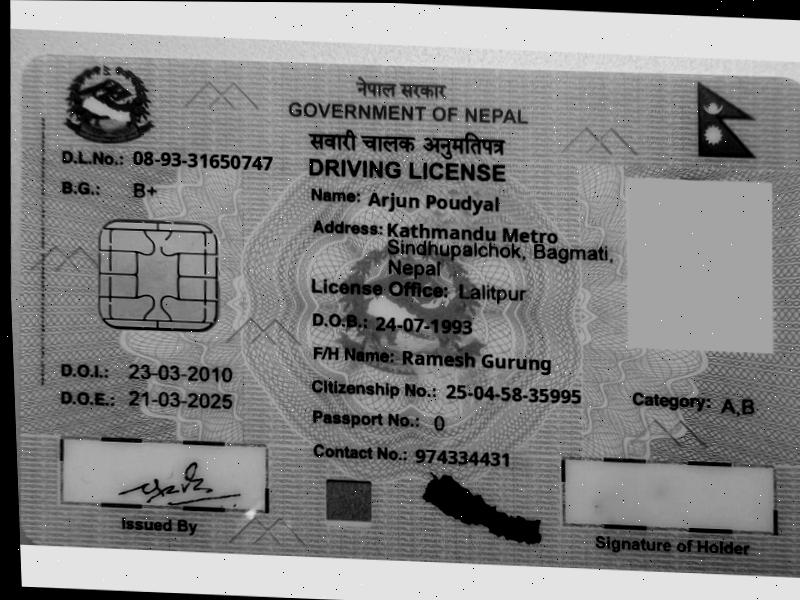 नेपाल सरकार
GOVERNMENT OF NEPAL
सवारी चालक अनुमतिपत्र
DRIVING LICENSE
D.L.No.: 08-93-31650747
B.G.: B+
Name: Arjun Poudyal
Address: Kathmandu Metro
Sindhupalchok, Bagmati,
Nepal
License Office: Lalitpur
D.O.B.: 24-07-1993
F/H Name: Ramesh Gurung
D.O.I.: 23-03-2010
D.O.E.: 21-03-2025
Citizenship No.: 25-04-58-35995
Category: A,B
Passport No.: 0
Contact No.: 974334431
Issued By
Signature of Holder